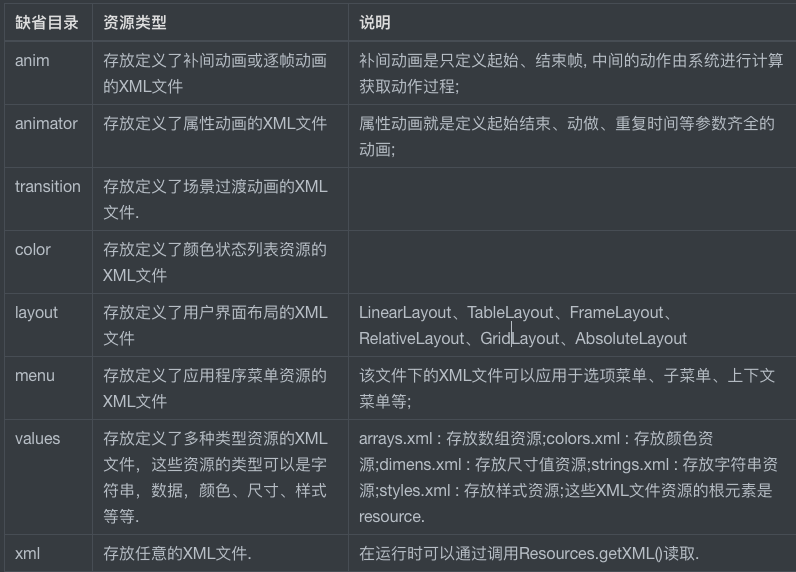 缺省目录 资源类型 说明
anim 存放定义了补间动画或逐帧动画 补间动画是只定义起始、结束帧, 中间的动作由系统进行计算
的XML文件 获取动作过程;
animator 存放定义了属性动画的XML文件 属性动画就是定义起始结束、动做、重复时间等参数齐全的
动画;
transition 存放定义了场景过渡动画的XML
文件.
color 存放定义了颜色状态列表资源的
XML文件
layout 存放定义了用户界面布局的XML LinearLayout、TableLayout、FrameLayout、
文件 RelativeLayout、GridLayout、AbsoluteLayout
menu 存放定义了应用程序菜单资源的 该文件下的XML文件可以应用于选项菜单、子菜单、上下文
XML文件 菜单等;
values 存放定义了多种类型资源的XML arrays.xml : 存放数组资源;colors.xml : 存放颜色资
文件，这些资源的类型可以是字 源;dimens.xml : 存放尺寸值资源;strings.xml : 存放字符串资
符串，数据，颜色、尺寸、样式 源;styles.xml : 存放样式资源;这些XML文件资源的根元素是
等等. resource.
xml 存放任意的XML文件. 在运行时可以通过调用Resources.getXML()读取.